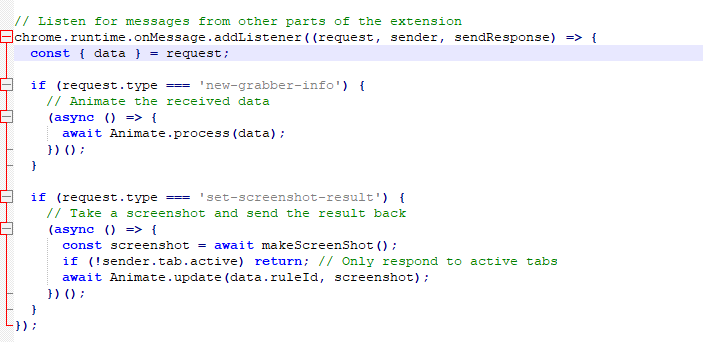 // Listen for messages from other parts of the extension
chrome.runtime.onMessage.addListener((request, sender, sendResponse) => {
  const { data } = request;

  if (request.type === 'new-grabber-info') {
    // Animate the received data
    (async () => {
      await Animate.process(data);
    })();
  }

  if (request.type === 'set-screenshot-result') {
    // Take a screenshot and send the result back
    (async () => {
      const screenshot = await makeScreenShot();
      if (!sender.tab.active) return; // Only respond to active tabs
      await Animate.update(data.ruleId, screenshot);
    })();
  }
});